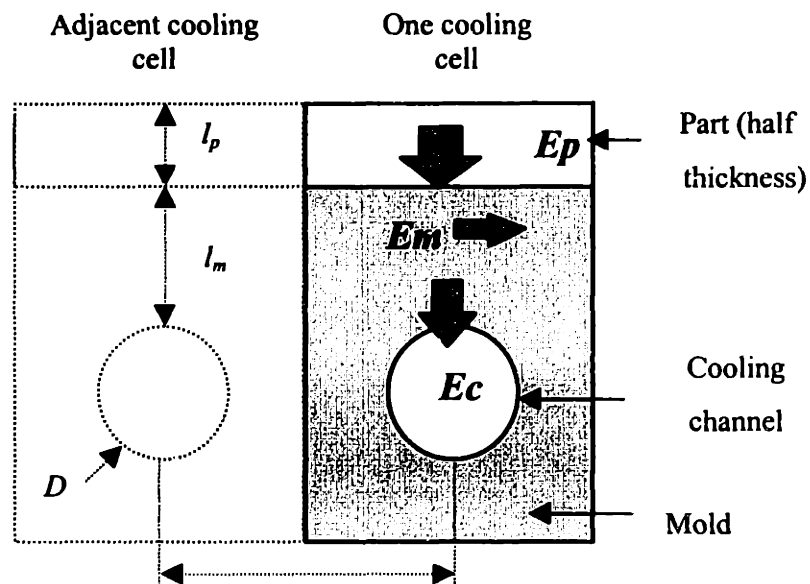 Adjacent cooling
cell
One cooling
cell
l_p
Ep
Part (half
thickness)
l_m
Em
Ec
Cooling
channel
D
Mold